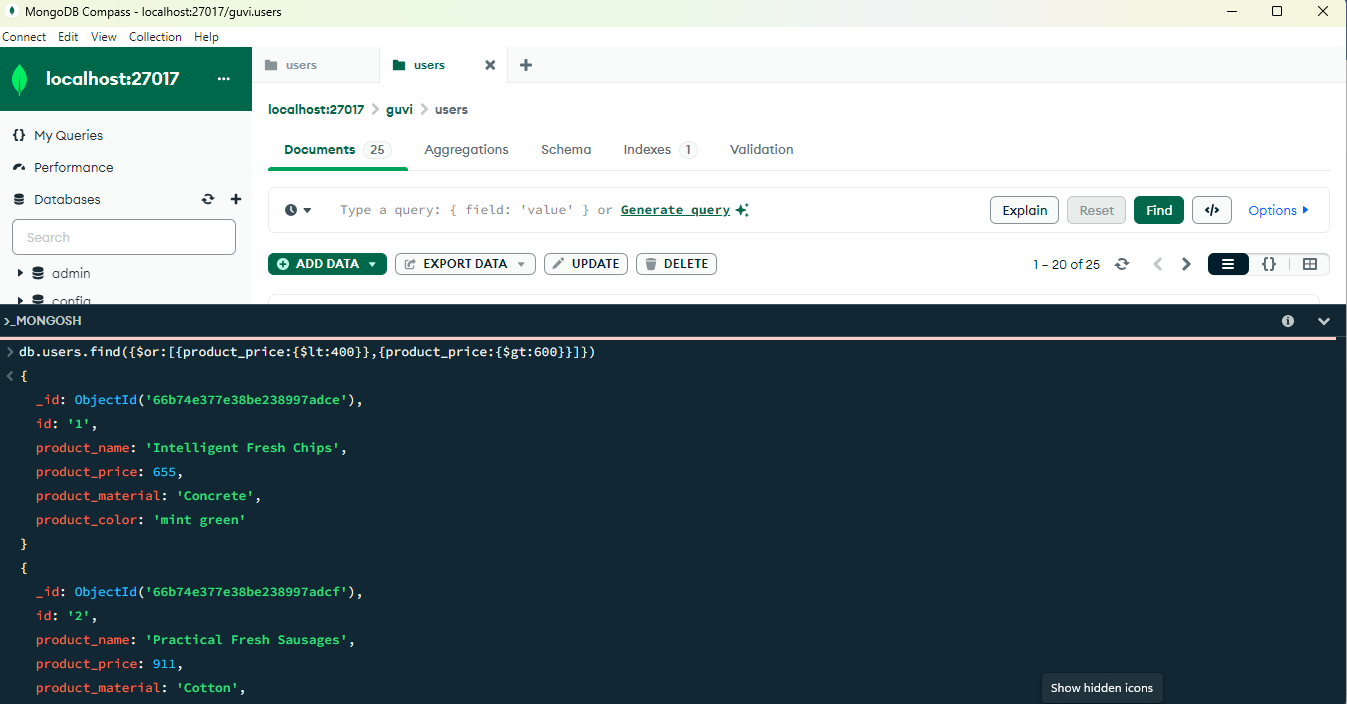 MongoDB Compass - localhost:27017/guvi.users
Connect Edit View Collection Help
localhost:27017 ...
users users
localhost:27017 > guvi > users
{} My Queries
Performance
Databases
Search
admin
config
Documents 25 Aggregations Schema Indexes 1 Validation
Type a query: { field: 'value' } or Generate query
Explain Reset Find </> Options
ADD DATA EXPORT DATA UPDATE DELETE
1 – 20 of 25 {}
>_MONGOSH
> db.users.find({$or:[{product_price:{$lt:400}},{product_price:{$gt:600}}]})
< {
_id: ObjectId('66b74e377e38be238997adce'),
id: '1',
product_name: 'Intelligent Fresh Chips',
product_price: 655,
product_material: 'Concrete',
product_color: 'mint green'
}
{
_id: ObjectId('66b74e377e38be238997adcf'),
id: '2',
product_name: 'Practical Fresh Sausages',
product_price: 911,
product_material: 'Cotton',
Show hidden icons